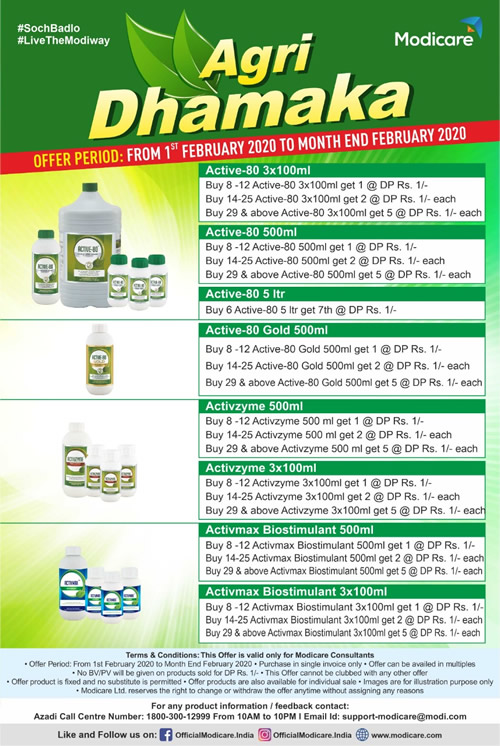 #SochBadlo
#LiveTheModiway
Modicare
Agri
Dhamaka
OFFER PERIOD: FROM 1ST FEBRUARY 2020 TO MONTH END FEBRUARY 2020
Active-80 3x100ml
Buy 8 -12 Active-80 3x100ml get 1 @ DP Rs. 1/-
Buy 14-25 Active-80 3x100ml get 2 @ DP Rs. 1/- each
Buy 29 & above Active-80 3x100ml get 5 @ DP Rs. 1/- each
ACTIVE-80
Active-80 500ml
Buy 8 -12 Active-80 500ml get 1 @ DP Rs. 1/-
Buy 14-25 Active-80 500ml get 2 @ DP Rs. 1/- each
Buy 29 & above Active-80 500ml get 5 @ DP Rs. 1/- each
Active-80 5 ltr
Buy 6 Active-80 5 ltr get 7th @ DP Rs. 1/-
Active-80 Gold 500ml
Buy 8 -12 Active-80 Gold 500ml get 1 @ DP Rs. 1/-
Buy 14-25 Active-80 Gold 500ml get 2 @ DP Rs. 1/- each
Buy 29 & above Active-80 Gold 500ml get 5 @ DP Rs. 1/- each
Activzyme 500ml
Buy 8 -12 Activzyme 500 ml get 1 @ DP Rs. 1/-
Buy 14-25 Activzyme 500 ml get 2 @ DP Rs. 1/- each
Buy 29 & above Activzyme 500 ml get 5 @ DP Rs. 1/- each
Activzyme 3x100ml
Buy 8 -12 Activzyme 3x100ml get 1 @ DP Rs. 1/-
Buy 14-25 Activzyme 3x100ml get 2 @ DP Rs. 1/- each
Buy 29 & above Activzyme 3x100ml get 5 @ DP Rs. 1/- each
Activmax Biostimulant 500ml
Buy 8 -12 Activmax Biostimulant 500ml get 1 @ DP Rs. 1/-
Buy 14-25 Activmax Biostimulant 500ml get 2 @ DP Rs. 1/- each
Buy 29 & above Activmax Biostimulant 500ml get 5 @ DP Rs. 1/- each
Activmax Biostimulant 3x100ml
Buy 8 -12 Activmax Biostimulant 3x100ml get 1 @ DP Rs. 1/-
Buy 14-25 Activmax Biostimulant 3x100ml get 2 @ DP Rs. 1/- each
Buy 29 & above Activmax Biostimulant 3x100ml get 5 @ DP Rs. 1/- each
Terms & Conditions: This Offer is valid only for Modicare Consultants
• Offer Period: From 1st February 2020 to Month End February 2020 • Purchase in single invoice only • Offer can be availed in multiples
• No BV/PV will be given on products sold for DP Rs. 1/- • This Offer cannot be clubbed with any other offer
• Offer product is fixed and no substitute is permitted • Offer products are also available for individual sale • Images are for illustration purpose only
• Modicare Ltd. reserves the right to change or withdraw the offer anytime without assigning any reasons
For any product information / feedback contact:
Azadi Call Centre Number: 1800-300-12999 From 10AM to 10PM I Email Id: support-modicare@modi.com
Like and Follow us on: OfficialModicare.India OfficialModicare.India www.modicare.com